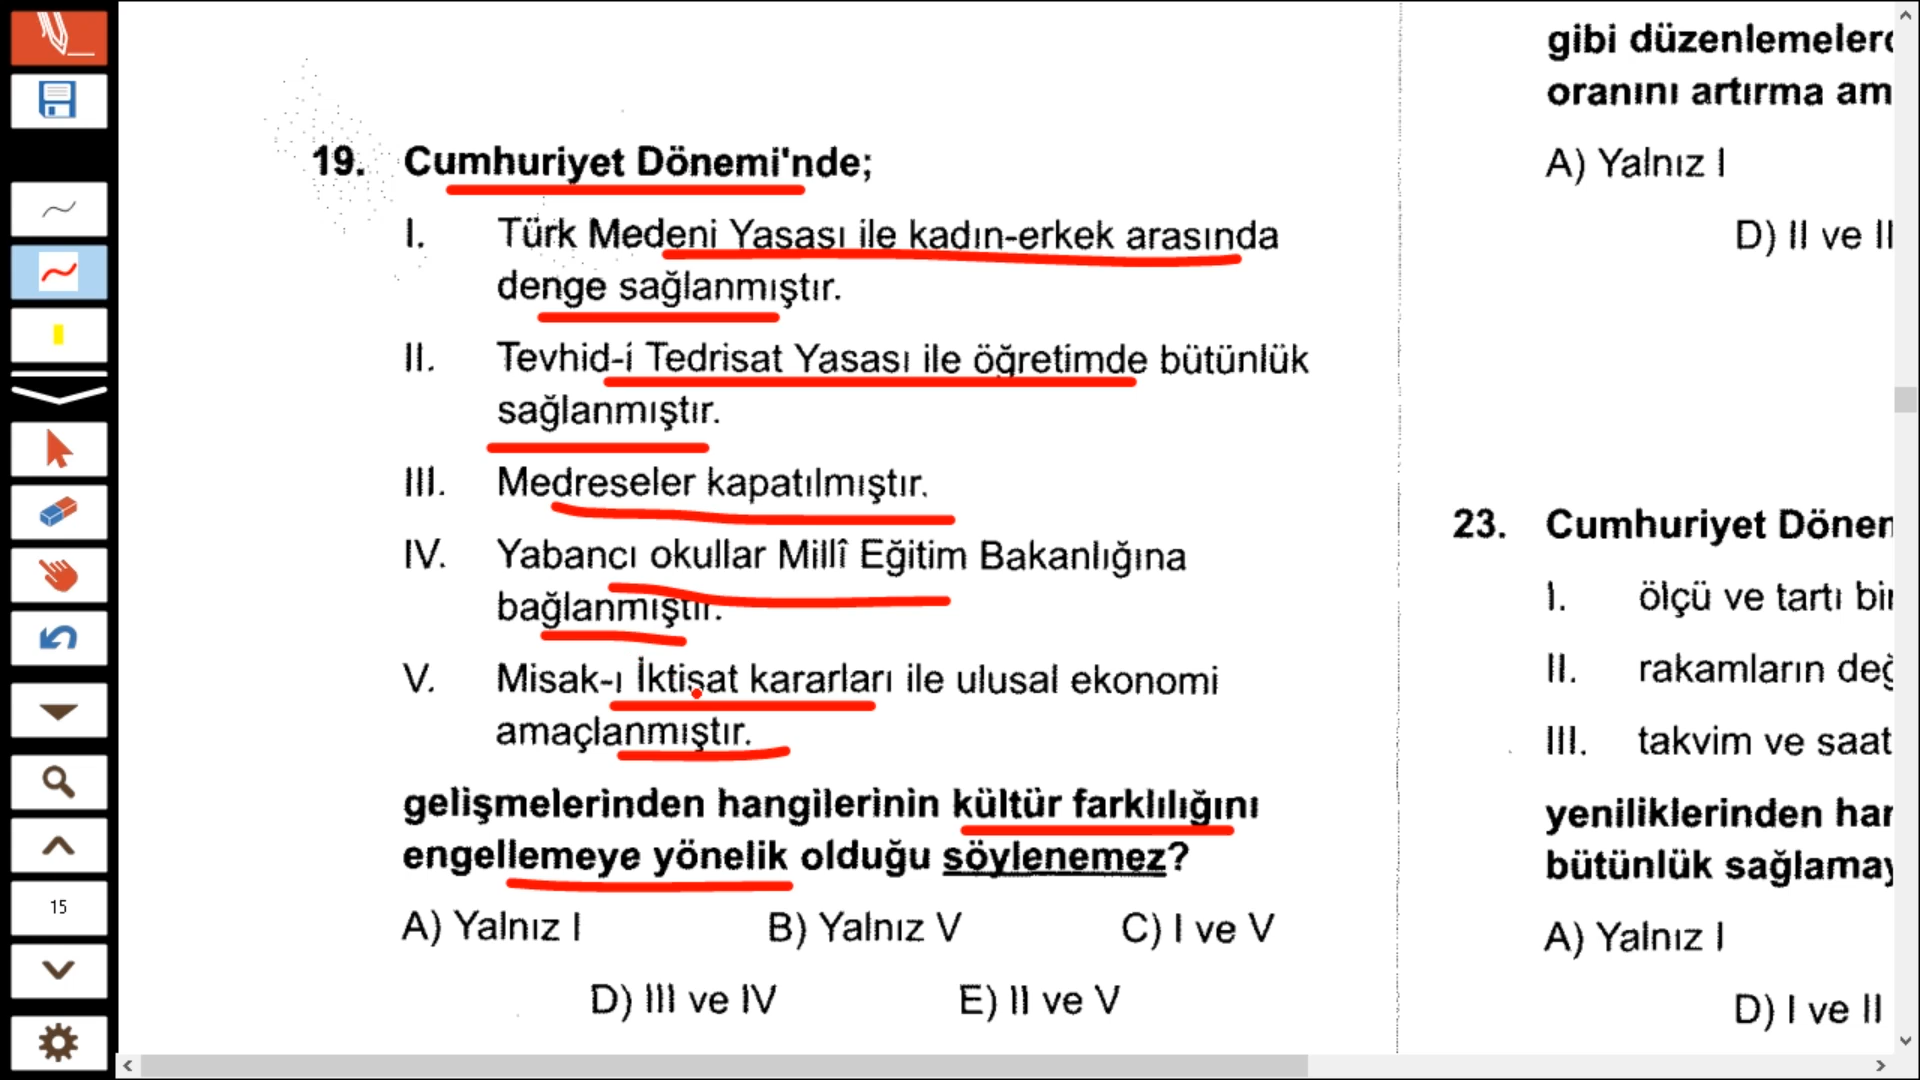 19. Cumhuriyet Dönemi'nde;
I. Türk Medeni Yasası ile kadın-erkek arasında
denge sağlanmıştır.
II. Tevhid-i Tedrisat Yasası ile öğretimde bütünlük
sağlanmıştır.
III. Medreseler kapatılmıştır.
IV. Yabancı okullar Millî Eğitim Bakanlığına
bağlanmıştır.
V. Misak-ı İktisat kararları ile ulusal ekonomi
amaçlanmıştır.
gelişmelerinden hangilerinin kültür farklılığını
engellemeye yönelik olduğu söylenemez?
A) Yalnız I B) Yalnız V C) I ve V
D) III ve IV E) II ve V
gibi düzenlemeler
oranını artırma am
A) Yalnız I
D) II ve II
23. Cumhuriyet Dönem
I. ölçü ve tartı bir
II. rakamların değ
III. takvim ve saat
yeniliklerinden han
bütünlük sağlamay
A) Yalnız I
D) I ve II
15